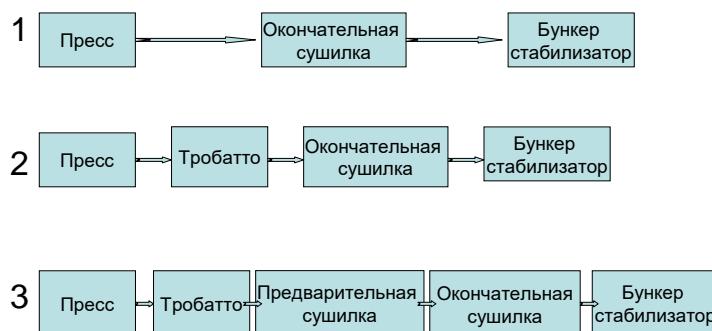 1
Пресс
Окончательная
сушилка
Бункер
стабилизатор
2
Пресс
Тробатто
Окончательная
сушилка
Бункер
стабилизатор
3
Пресс
Тробатто
Предварительная
сушилка
Окончательная
сушилка
Бункер
стабилизатор